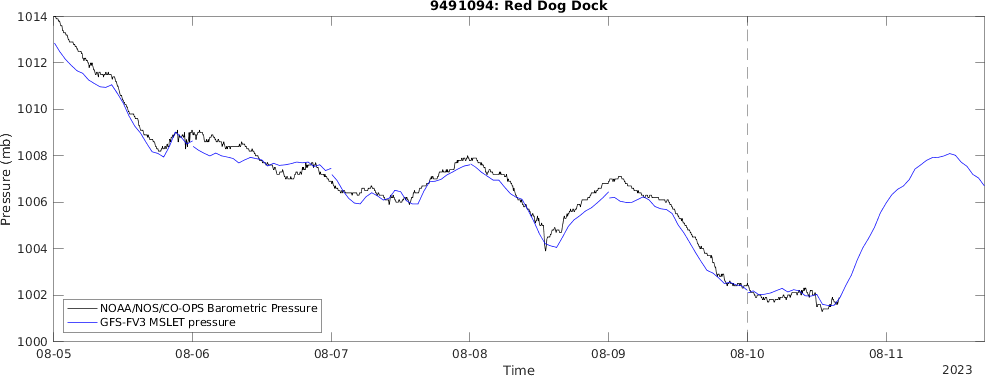 9491094: Red Dog Dock
1014
1012
1010
1008
1006
1004
1002
1000
Pressure (mb)
NOAA/NOS/CO-OPS Barometric Pressure
GFS-FV3 MSLET pressure
08-05 08-06 08-07 08-08 08-09 08-10 08-11
Time
2023